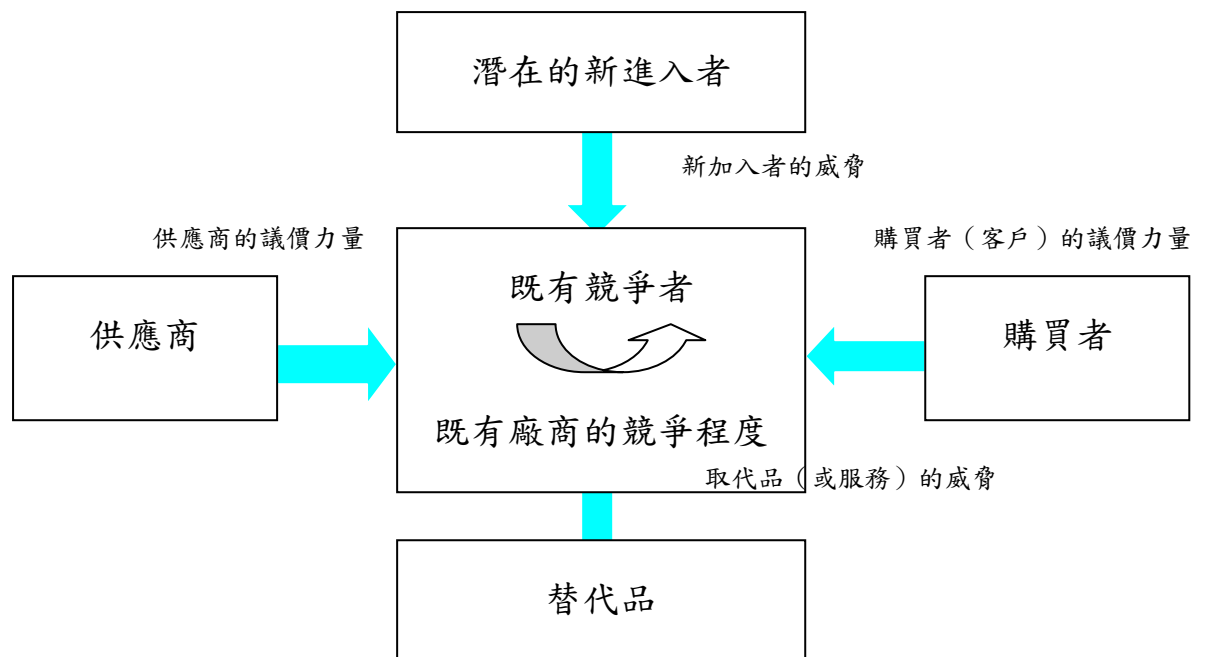 潛在的新進入者
新加入者的威脅
供應商的議價力量
購買者（客戶）的議價力量
供應商
既有競爭者
購買者
既有廠商的競爭程度
取代品（或服務）的威脅
替代品